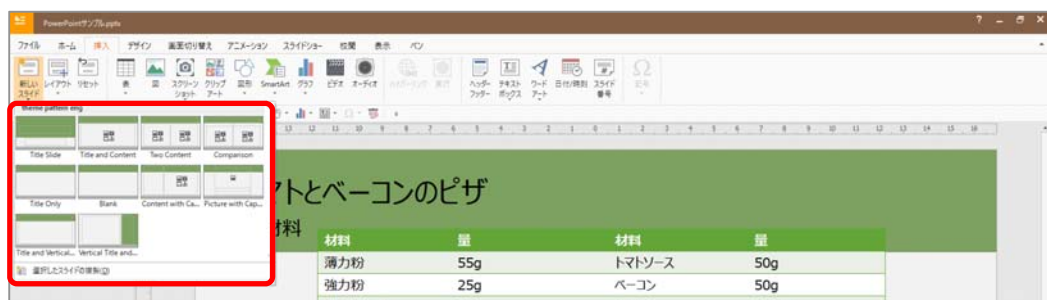 PowerPointサンプル.pptx
ファイル ホーム 挿入 デザイン 画面切り替え アニメーション スライドショー 校閲 表示 ペン
新しい レイアウト リセット 表 図 スクリーン クリップ 図形 SmartArt グラフ ビデオ オーディオ ハイパーリンク ヘッダー テキスト ワード 日付/時刻 スライド 記号
スライド ショット アート フッター ボックス アート 番号
theme pattern eng
Title Slide Title and Content Two Content Comparison
Title Only Blank Content with Ca... Picture with Cap...
Title and Vertical... Vertical Title and...
選択したスライドの複製(D)
マトとベーコンのピザ
材料
材料 量 材料 量
薄力粉 55g トマトソース 50g
強力粉 25g ベーコン 50g